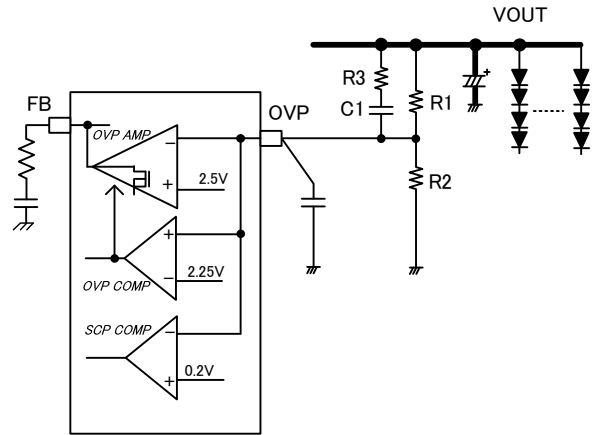 VOUT
R3
C1
R1
FB
OVP
OVP AMP
−
+
2.5V
R2
+
−
2.25V
OVP COMP
SCP COMP
−
+
0.2V
+